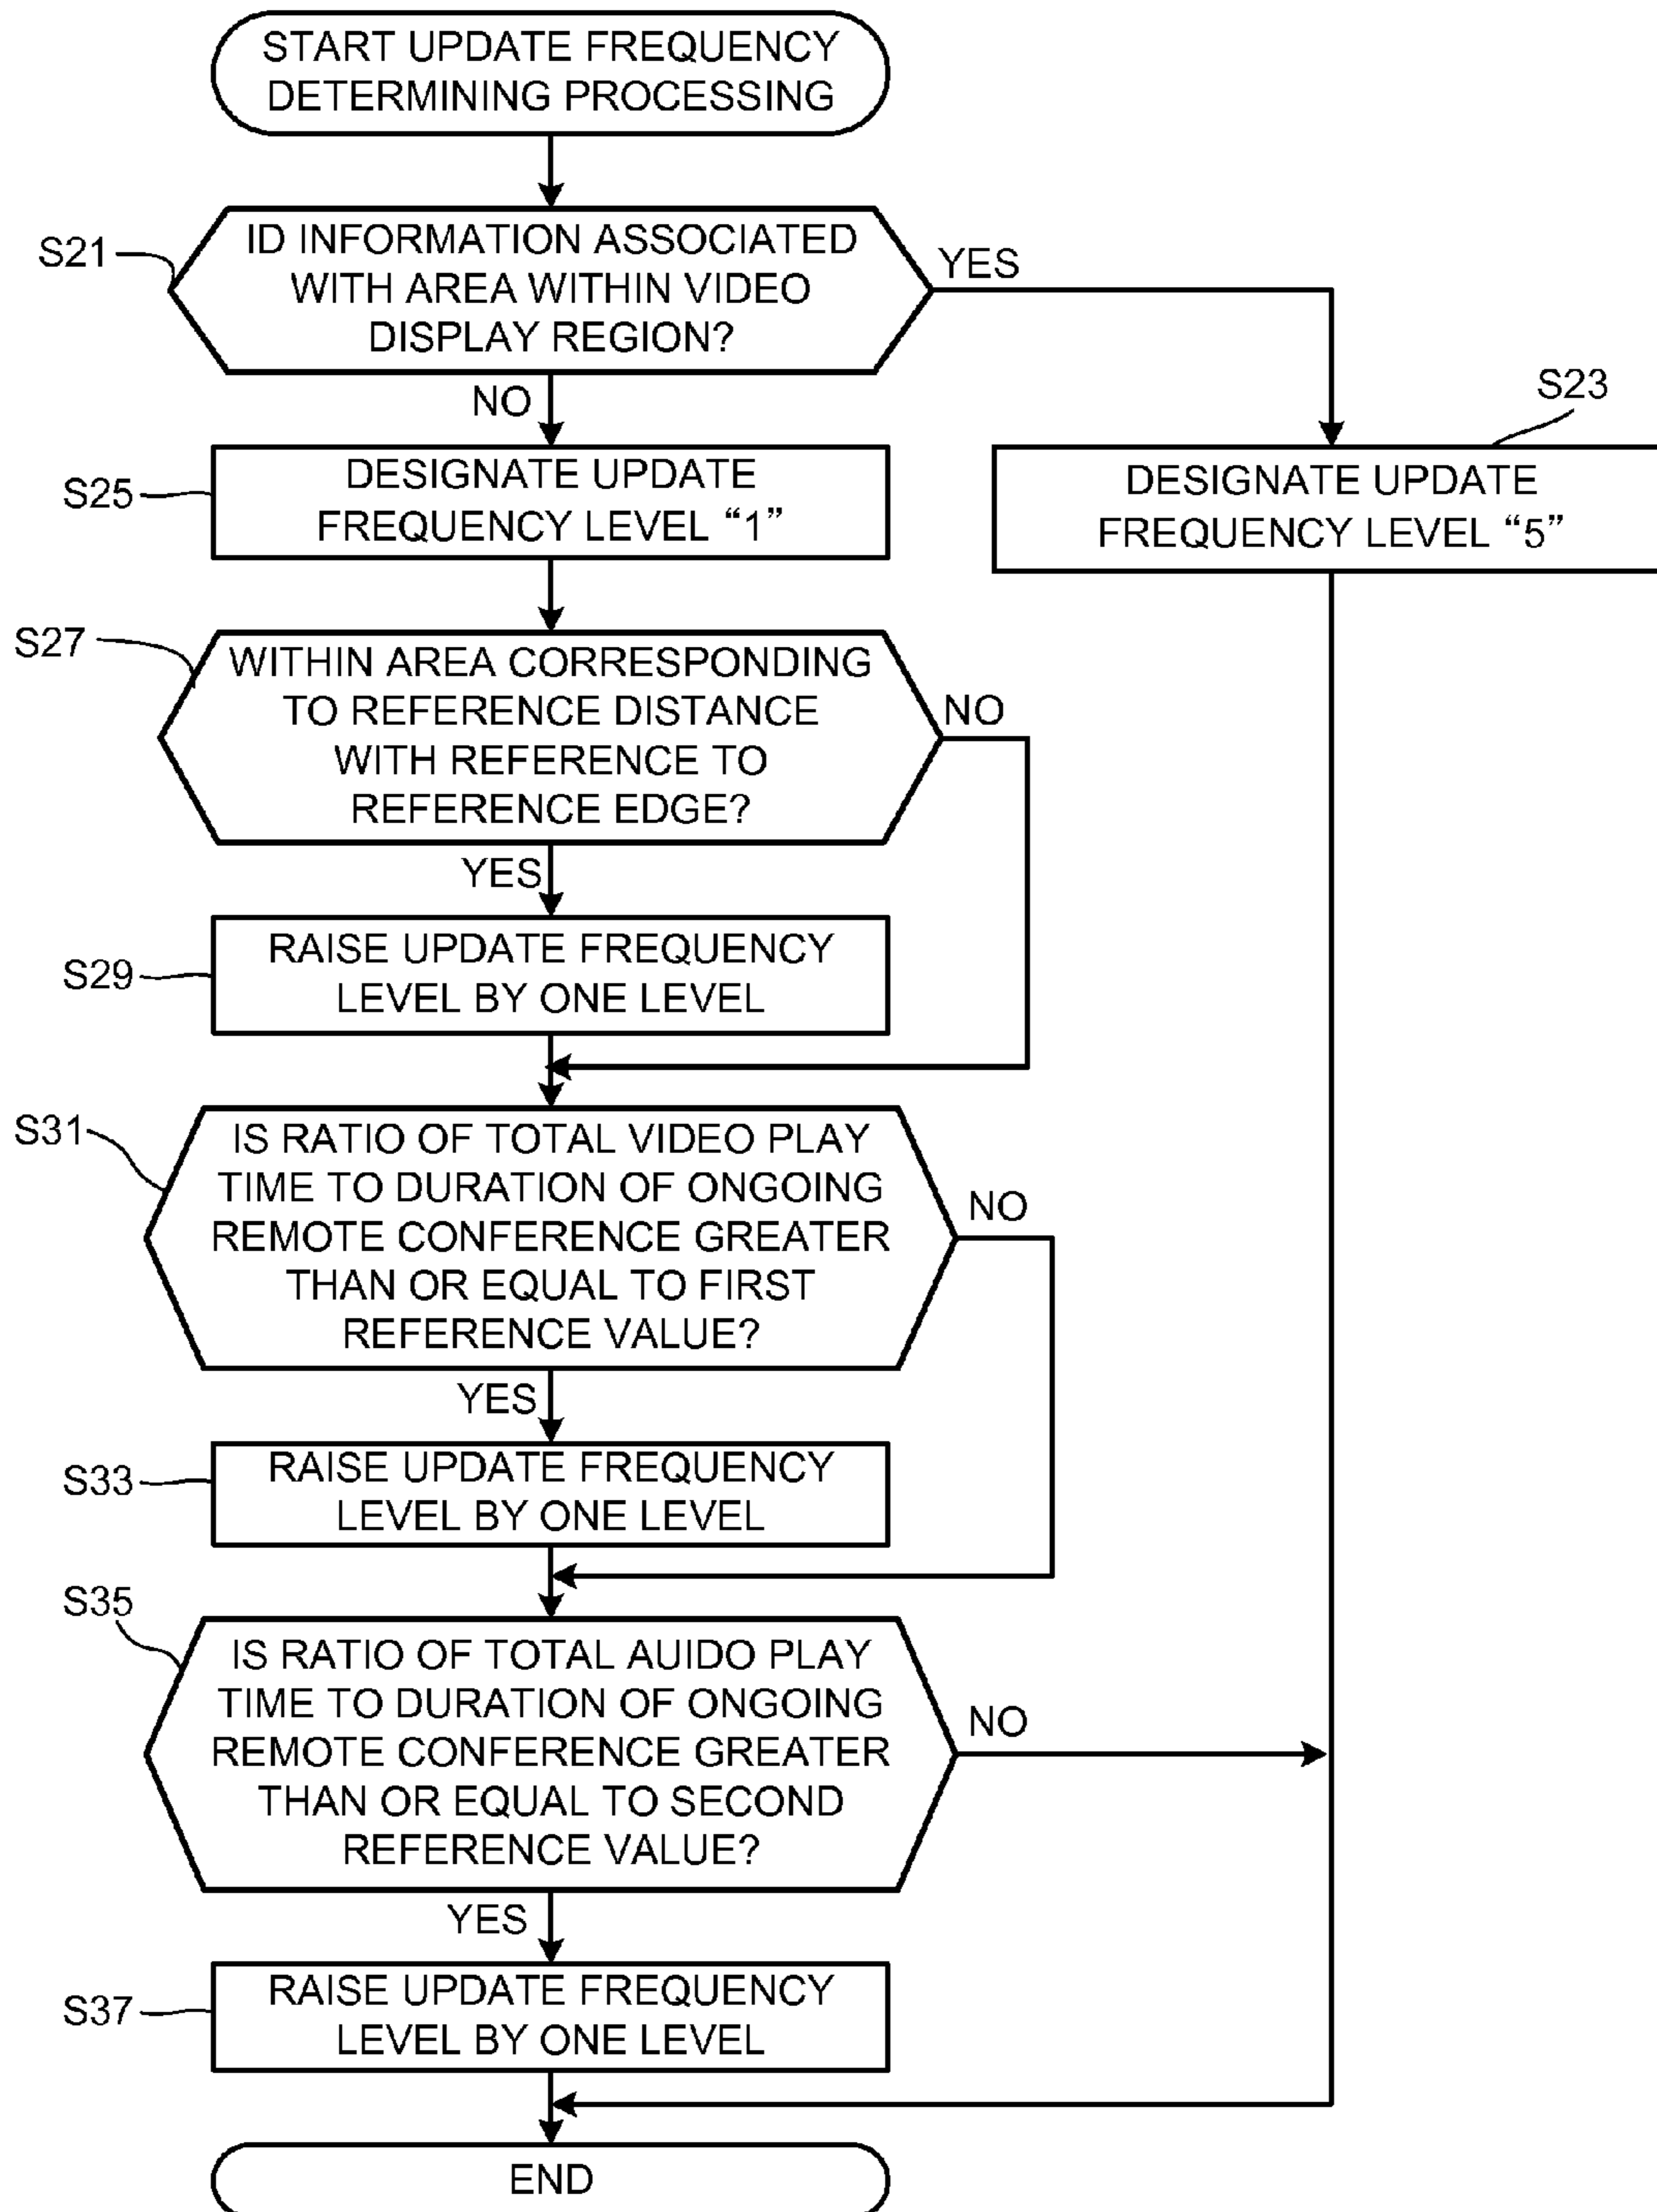 START UPDATE FREQUENCY
DETERMINING PROCESSING
S21
ID INFORMATION ASSOCIATED
WITH AREA WITHIN VIDEO
DISPLAY REGION?
YES
NO
S23
DESIGNATE UPDATE
FREQUENCY LEVEL “5”
S25
DESIGNATE UPDATE
FREQUENCY LEVEL “1”
S27
WITHIN AREA CORRESPONDING
TO REFERENCE DISTANCE
WITH REFERENCE TO
REFERENCE EDGE?
NO
YES
S29
RAISE UPDATE FREQUENCY
LEVEL BY ONE LEVEL
S31
IS RATIO OF TOTAL VIDEO PLAY
TIME TO DURATION OF ONGOING
REMOTE CONFERENCE GREATER
THAN OR EQUAL TO FIRST
REFERENCE VALUE?
NO
YES
S33
RAISE UPDATE FREQUENCY
LEVEL BY ONE LEVEL
S35
IS RATIO OF TOTAL AUIDO PLAY
TIME TO DURATION OF ONGOING
REMOTE CONFERENCE GREATER
THAN OR EQUAL TO SECOND
REFERENCE VALUE?
NO
YES
S37
RAISE UPDATE FREQUENCY
LEVEL BY ONE LEVEL
END